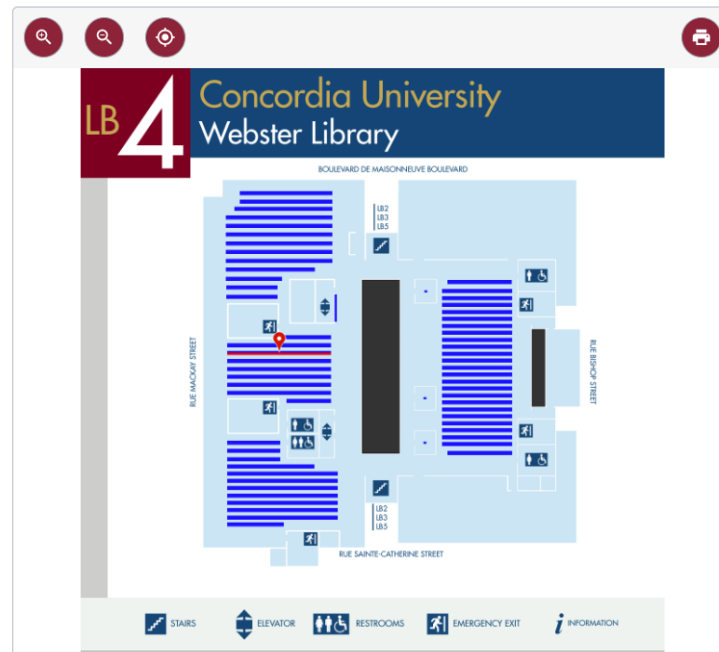 LB 4
Concordia University
Webster Library
BOULEVARD DE MAISONNEUVE BOULEVARD
LB2
LB3
LB5
RUE MACKAY STREET
RUE BISHOP STREET
LB2
LB3
LB5
RUE SAINTE-CATHERINE STREET
STAIRS
ELEVATOR
RESTROOMS
EMERGENCY EXIT
i INFORMATION